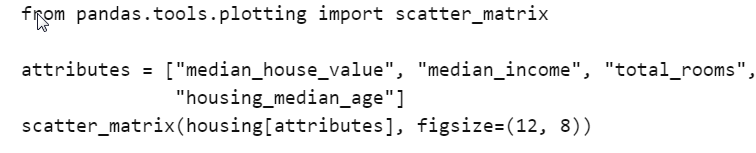 from pandas.tools.plotting import scatter_matrix
attributes = ["median_house_value", "median_income", "total_rooms",
"housing_median_age"]
scatter_matrix(housing[attributes], figsize=(12, 8))